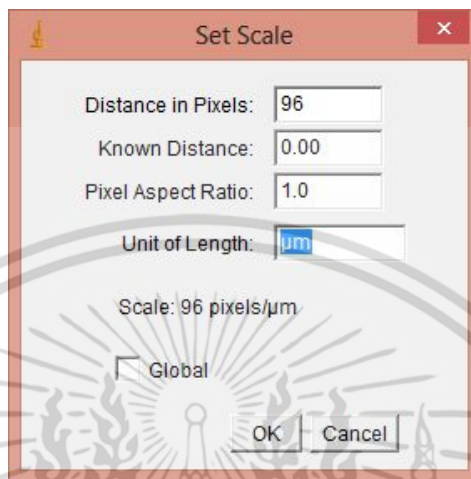 Set Scale
Distance in Pixels: 96
Known Distance: 0.00
Pixel Aspect Ratio: 1.0
Unit of Length: µm
Scale: 96 pixels/µm
Global
OK Cancel